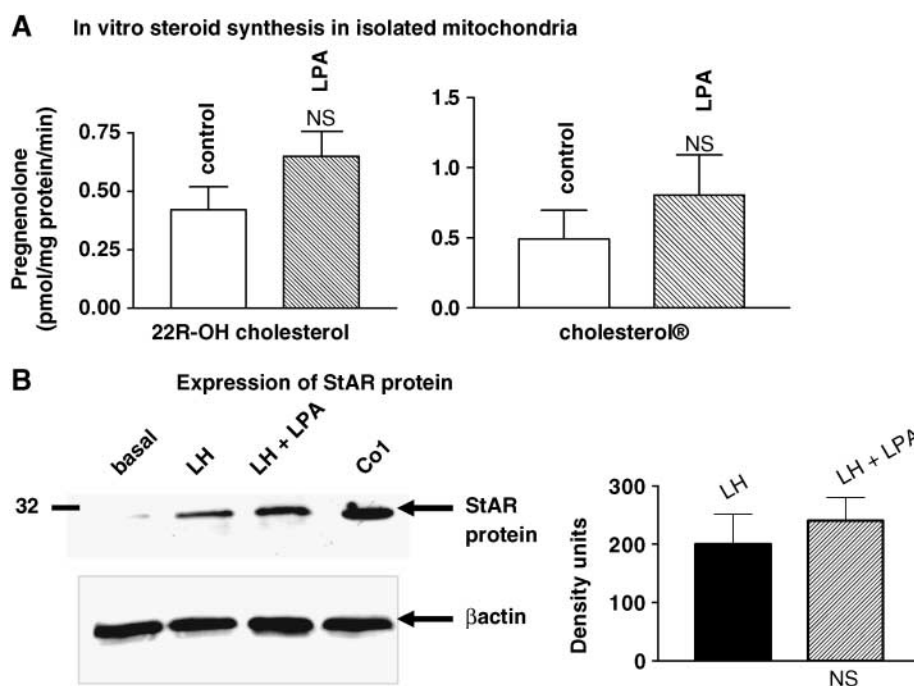 A In vitro steroid synthesis in isolated mitochondria
Pregnenolone
(pmol/mg protein/min)
0.75
0.50
0.25
0.00
control
LPA
NS
22R-OH cholesterol
1.5
1.0
0.5
0.0
control
LPA
NS
cholesterol®
B Expression of StAR protein
basal
LH
LH + LPA
Co1
32
StAR
protein
βactin
Density units
300
200
100
0
LH
LH + LPA
NS